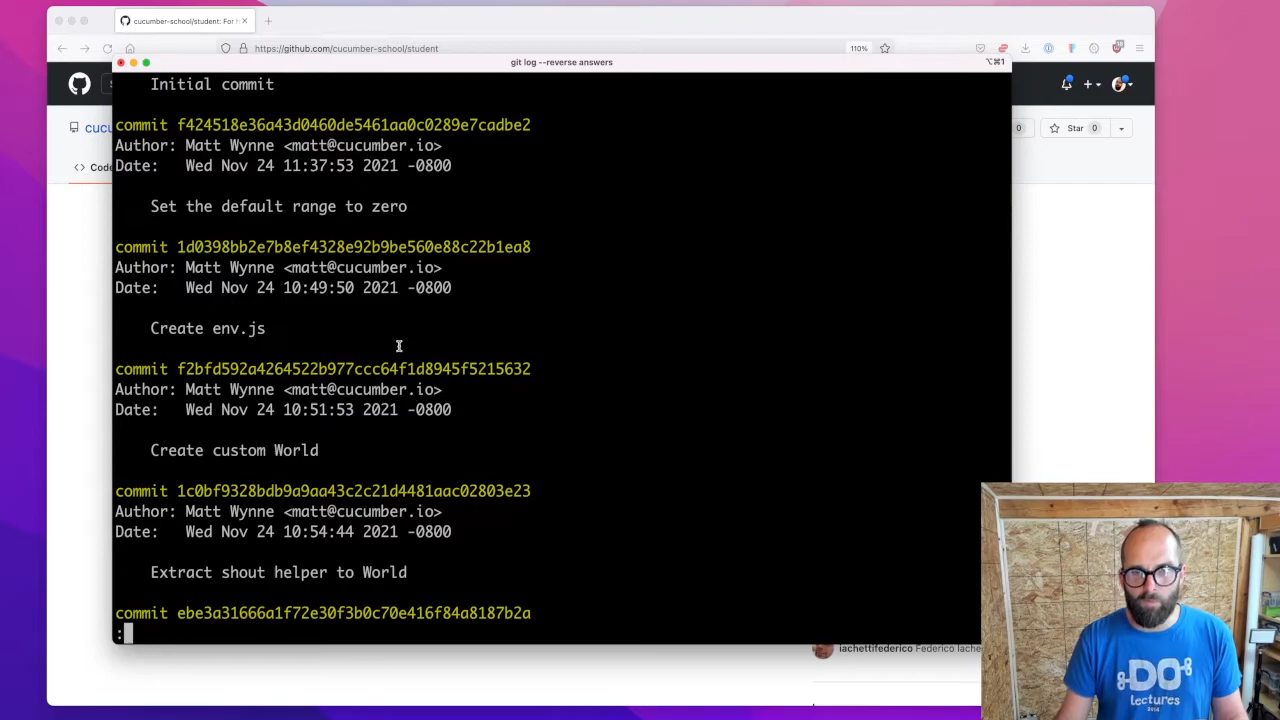 cucumber-school/student: For h
https://github.com/cucumber-school/student
110%
git log --reverse answers
⌥⌘1
Initial commit
commit f424518e36a43d0460de5461aa0c0289e7cadbe2
Author: Matt Wynne <matt@cucumber.io>
Date:   Wed Nov 24 11:37:53 2021 -0800
Set the default range to zero
commit 1d0398bb2e7b8ef4328e92b9be560e88c22b1ea8
Author: Matt Wynne <matt@cucumber.io>
Date:   Wed Nov 24 10:49:50 2021 -0800
Create env.js
commit f2bfd592a4264522b977ccc64f1d8945f5215632
Author: Matt Wynne <matt@cucumber.io>
Date:   Wed Nov 24 10:51:53 2021 -0800
Create custom World
commit 1c0bf9328bdb9a9aa43c2c21d4481aac02803e23
Author: Matt Wynne <matt@cucumber.io>
Date:   Wed Nov 24 10:54:44 2021 -0800
Extract shout helper to World
commit ebe3a31666a1f72e30f3b0c70e416f84a8187b2a
:
cucu
0
Star 0
<> Code
iachettifederico Federico Iache
DO
lectures